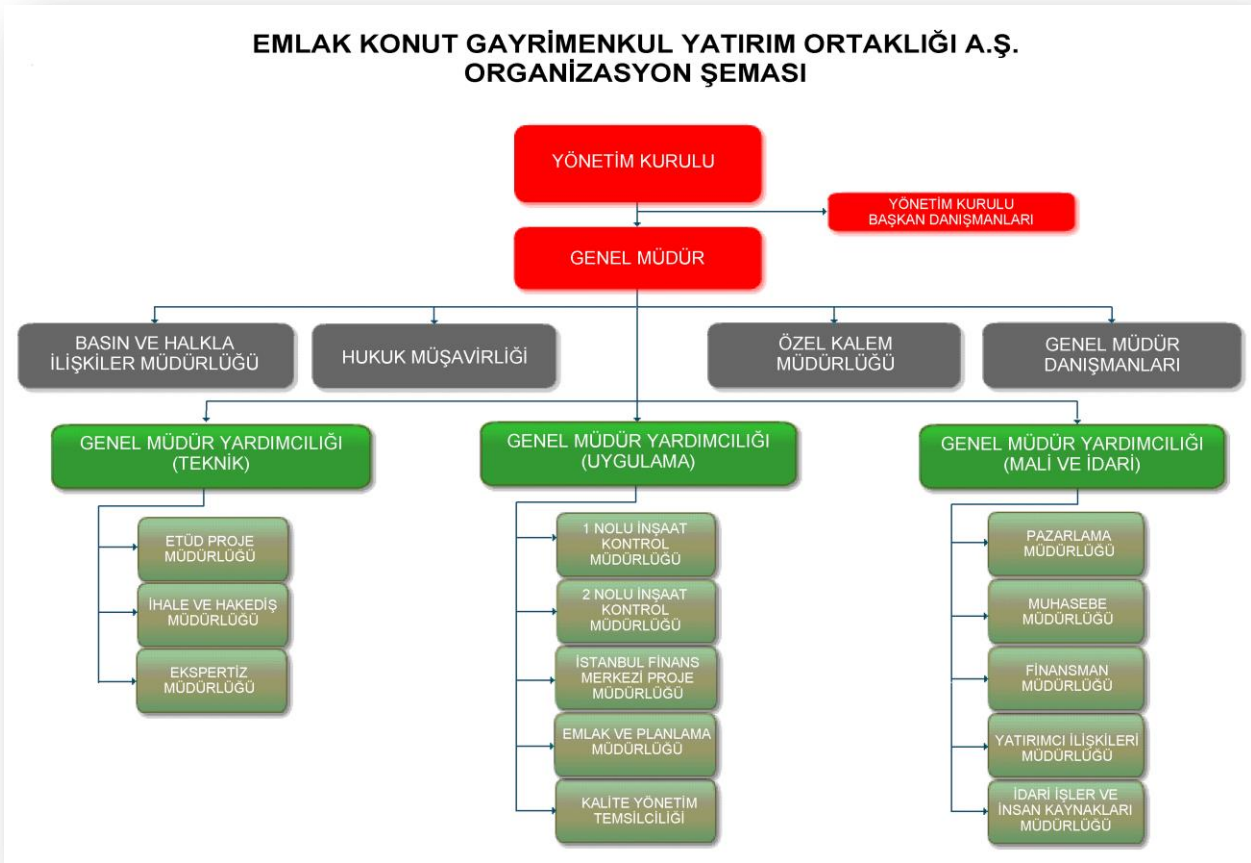 EMLAK KONUT GAYRİMENKUL YATIRIM ORTAKLIĞI A.Ş.
ORGANİZASYON ŞEMASI
YÖNETİM KURULU
YÖNETİM KURULU
BAŞKAN DANIŞMANLARI
GENEL MÜDÜR
BASIN VE HALKLA
İLİŞKİLER MÜDÜRLÜĞÜ
HUKUK MÜŞAVİRLİĞİ
ÖZEL KALEM
MÜDÜRLÜĞÜ
GENEL MÜDÜR
DANIŞMANLARI
GENEL MÜDÜR YARDIMCILIĞI
(TEKNİK)
ETÜD PROJE
MÜDÜRLÜĞÜ
İHALE VE HAKEDİŞ
MÜDÜRLÜĞÜ
EKSPERTİZ
MÜDÜRLÜĞÜ
GENEL MÜDÜR YARDIMCILIĞI
(UYGULAMA)
1 NOLU İNŞAAT
KONTROL
MÜDÜRLÜĞÜ
2 NOLU İNŞAAT
KONTROL
MÜDÜRLÜĞÜ
İSTANBUL FİNANS
MERKEZİ PROJE
MÜDÜRLÜĞÜ
EMLAK VE PLANLAMA
MÜDÜRLÜĞÜ
KALİTE YÖNETİM
TEMSİLCİLİĞİ
GENEL MÜDÜR YARDIMCILIĞI
(MALİ VE İDARİ)
PAZARLAMA
MÜDÜRLÜĞÜ
MUHASEBE
MÜDÜRLÜĞÜ
FİNANSMAN
MÜDÜRLÜĞÜ
YATIRIMCI İLİŞKİLERİ
MÜDÜRLÜĞÜ
İDARİ İŞLER VE
İNSAN KAYNAKLARI
MÜDÜRLÜĞÜ